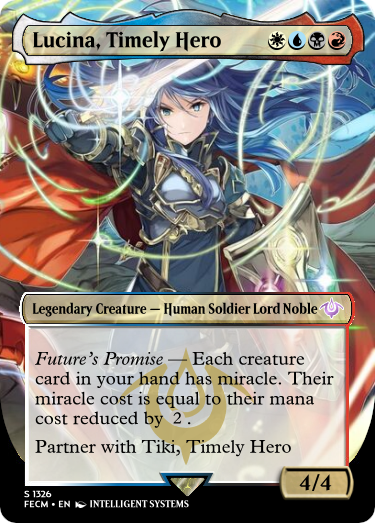 Lucina, Timely Hero
Legendary Creature — Human Soldier Lord Noble
Future's Promise — Each creature
card in your hand has miracle. Their
miracle cost is equal to their mana
cost reduced by 2.
Partner with Tiki, Timely Hero
4/4
S 1326
FECM • EN INTELLIGENT SYSTEMS